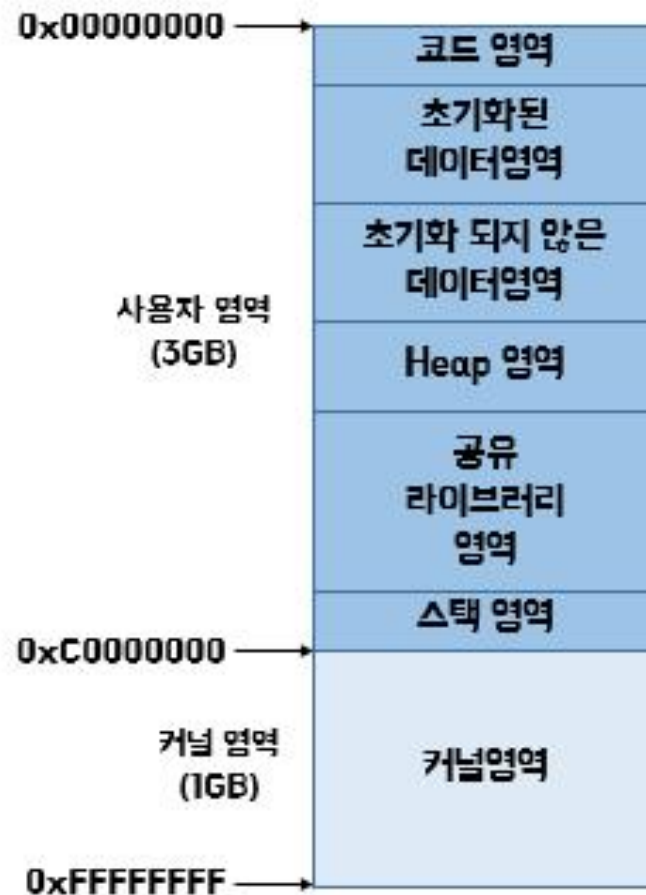 0x00000000
코드 영역
초기화된
데이터영역
초기화 되지 않은
데이터영역
사용자 영역
(3GB)
Heap 영역
공유
라이브러리
영역
스택 영역
0xC0000000
커널 영역
(1GB)
커널영역
0xFFFFFFFF